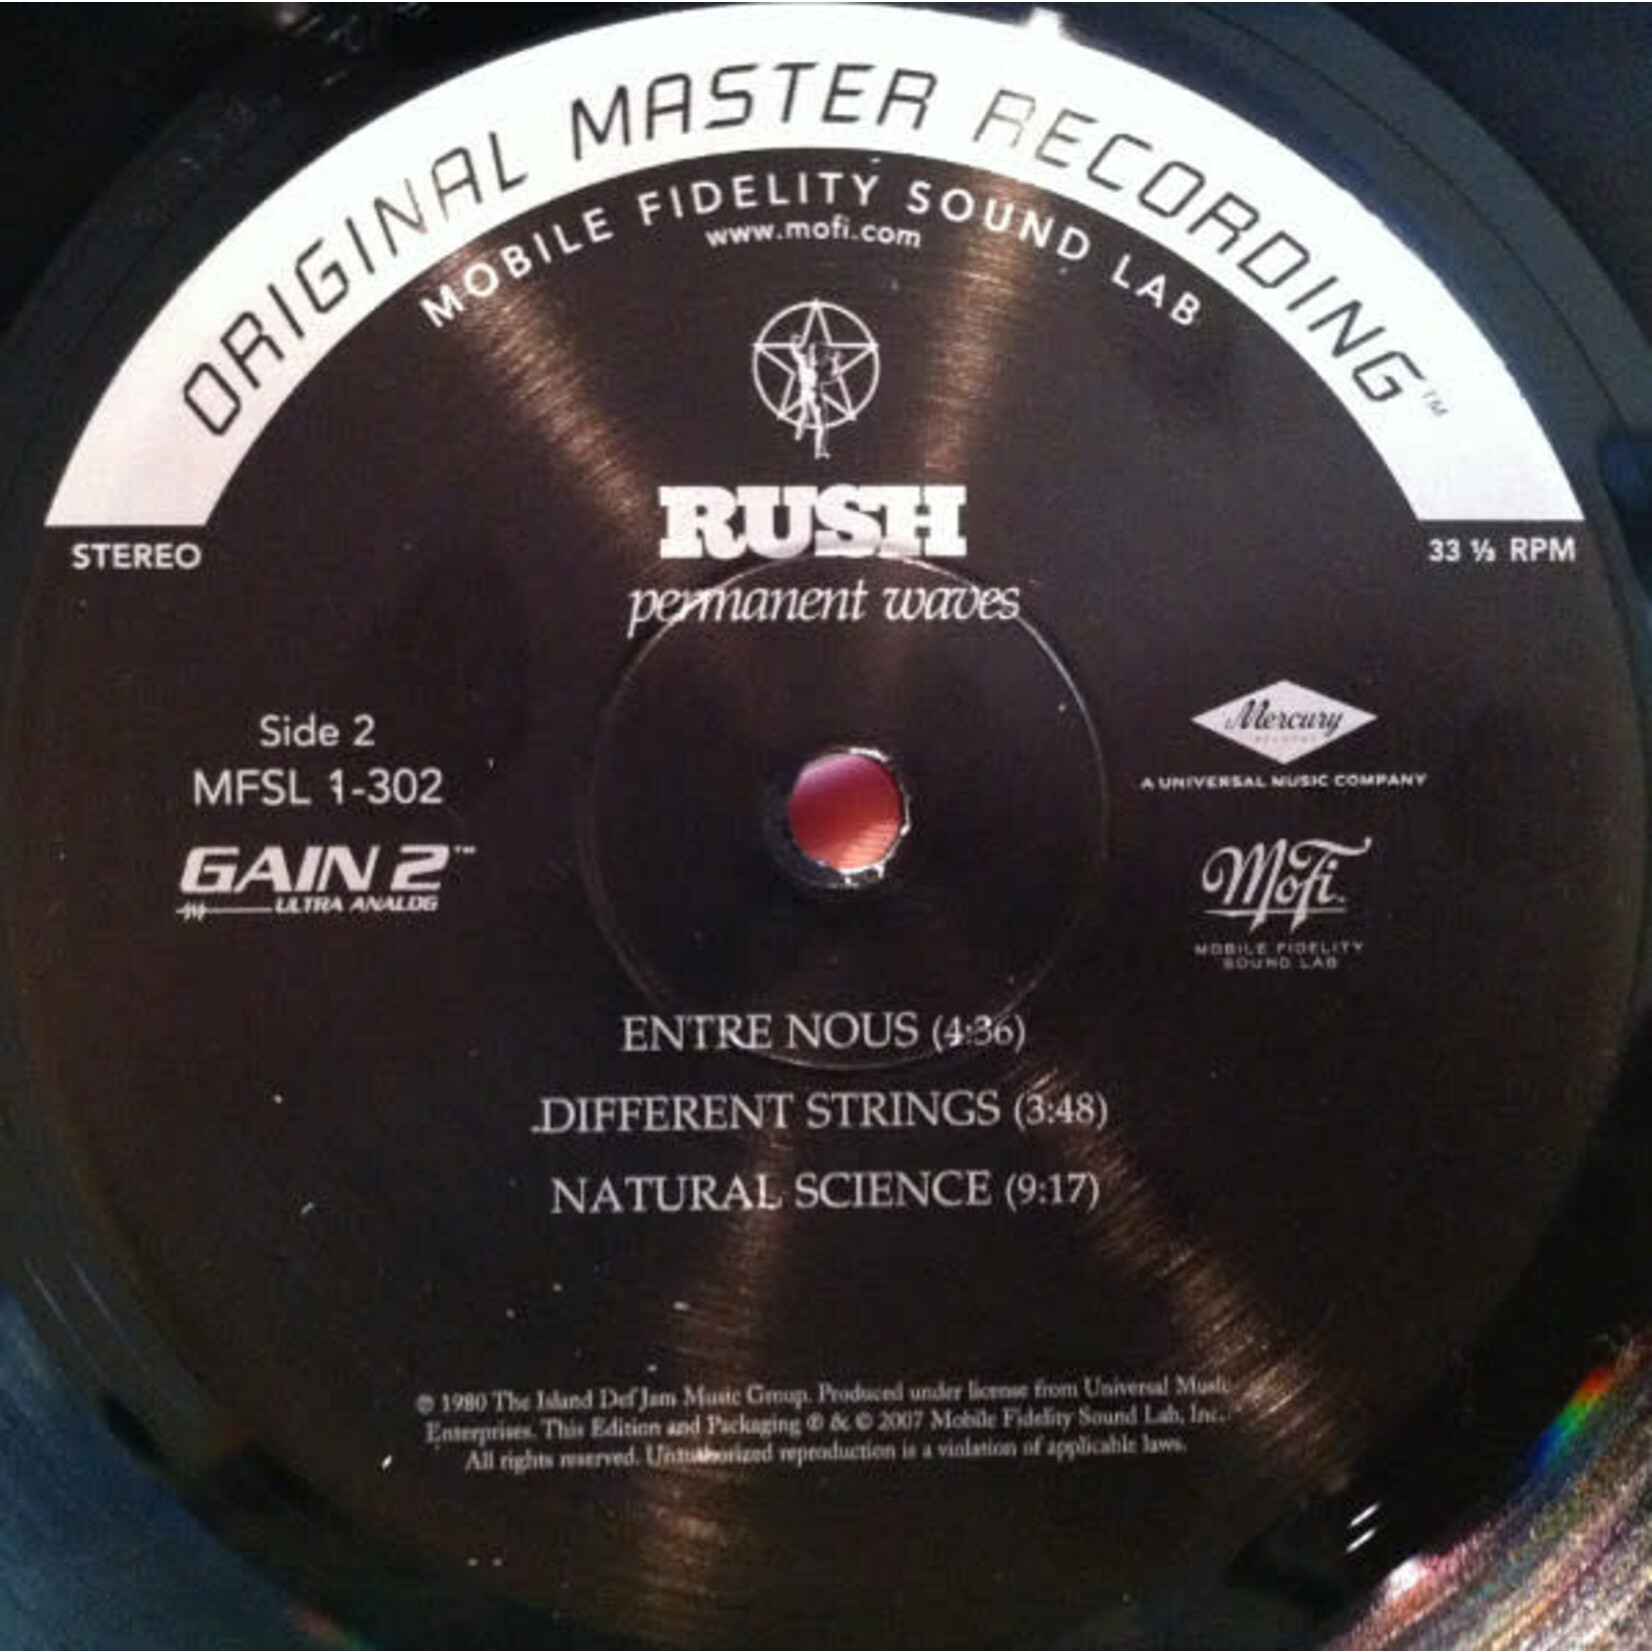 ORIGINAL MASTER RECORDING™
MOBILE FIDELITY SOUND LAB
www.mofi.com
RUSH
permanent waves
STEREO
33 ⅓ RPM
Side 2
MFSL 1-302
GAIN 2™
ULTRA ANALOG
Mercury
RECORDS
A UNIVERSAL MUSIC COMPANY
MoFi
MOBILE FIDELITY
SOUND LAB
ENTRE NOUS (4:36)
DIFFERENT STRINGS (3:48)
NATURAL SCIENCE (9:17)
℗ 1980 The Island Def Jam Music Group. Produced under license from Universal Music
Enterprises. This Edition and Packaging ℗ & © 2007 Mobile Fidelity Sound Lab, Inc.
All rights reserved. Unauthorized reproduction is a violation of applicable laws.